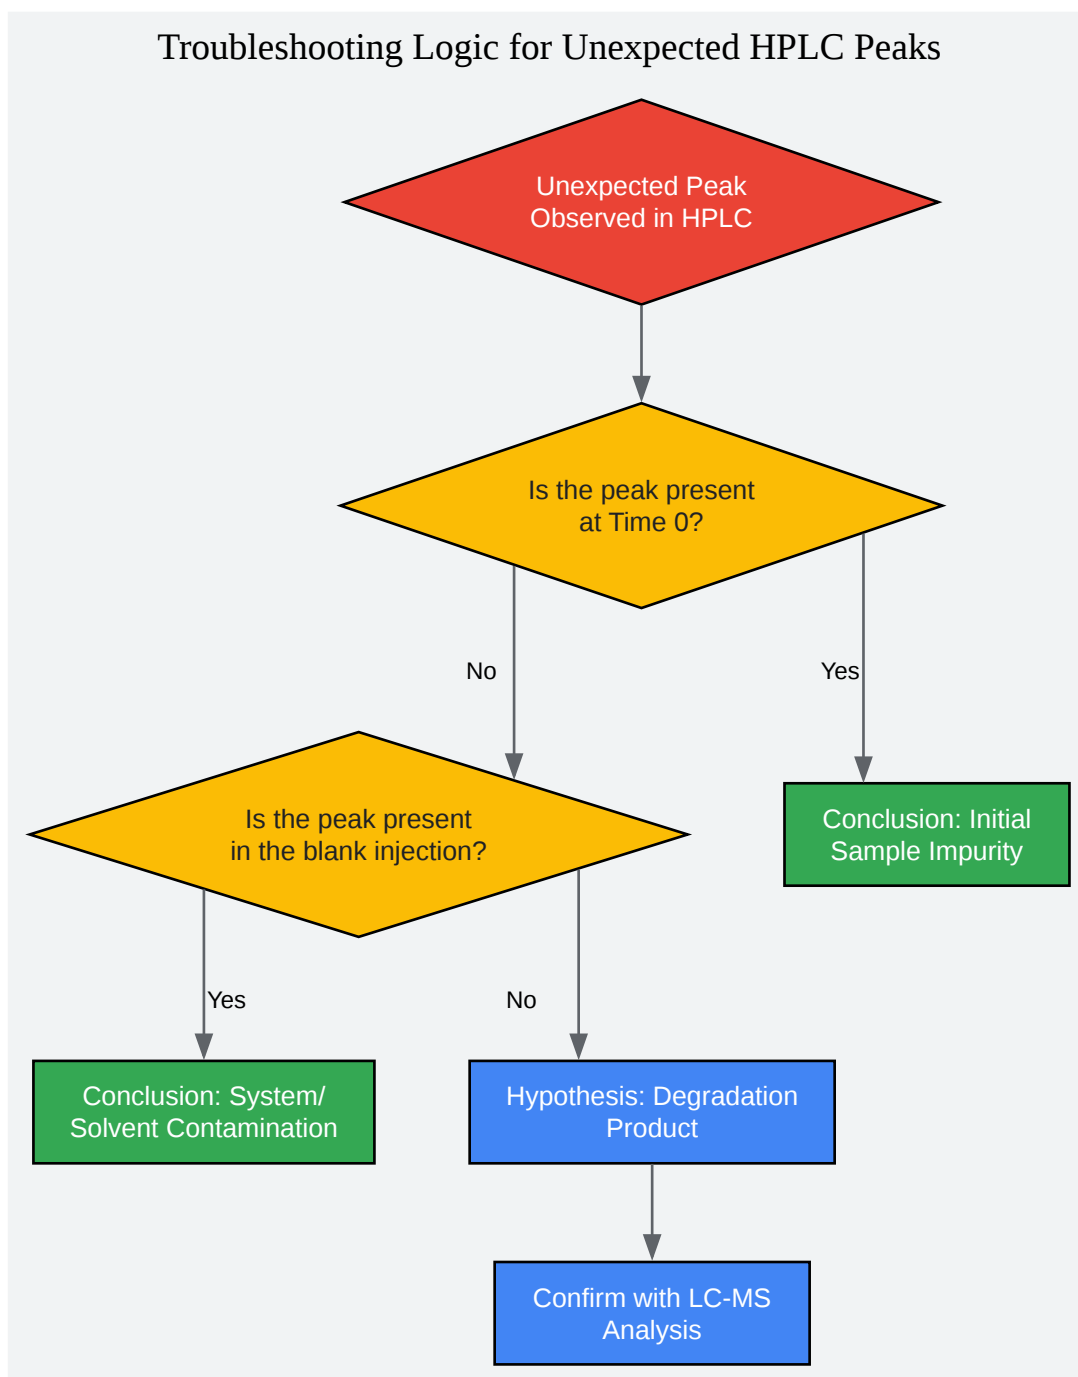 Troubleshooting Logic for Unexpected HPLC Peaks
Unexpected Peak
Observed in HPLC
Is the peak present
at Time 0?
No
Yes
Is the peak present
in the blank injection?
Conclusion: Initial
Sample Impurity
Yes
No
Conclusion: System/
Solvent Contamination
Hypothesis: Degradation
Product
Confirm with LC-MS
Analysis